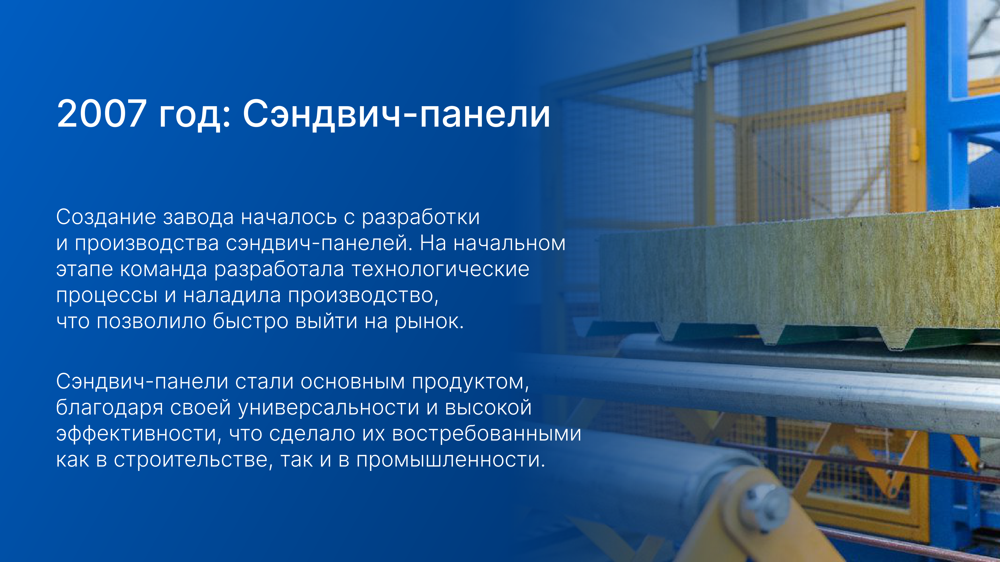 2007 год: Сэндвич-панели
Создание завода началось с разработки
и производства сэндвич-панелей. На начальном
этапе команда разработала технологические
процессы и наладила производство,
что позволило быстро выйти на рынок.
Сэндвич-панели стали основным продуктом,
благодаря своей универсальности и высокой
эффективности, что сделало их востребованными
как в строительстве, так и в промышленности.